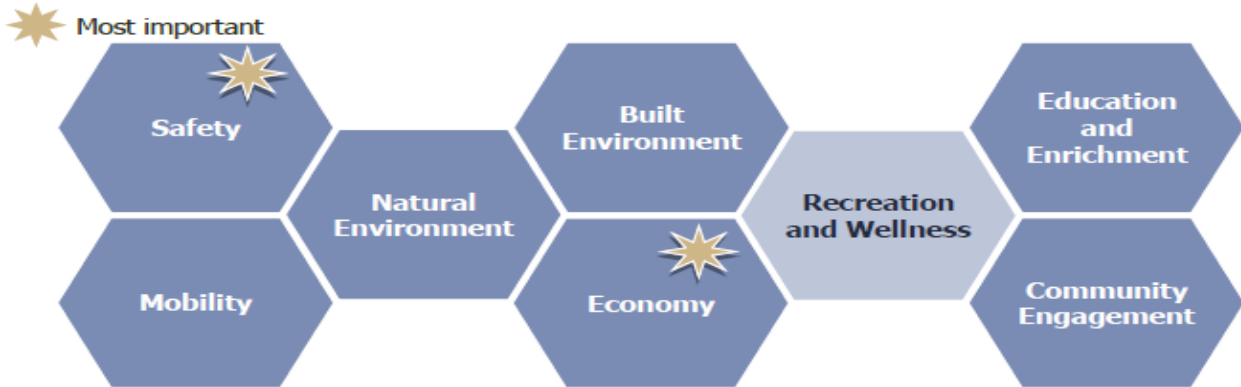 Most important
Safety
Mobility
Natural
Environment
Built
Environment
Economy
Recreation
and Wellness
Education
and
Enrichment
Community
Engagement